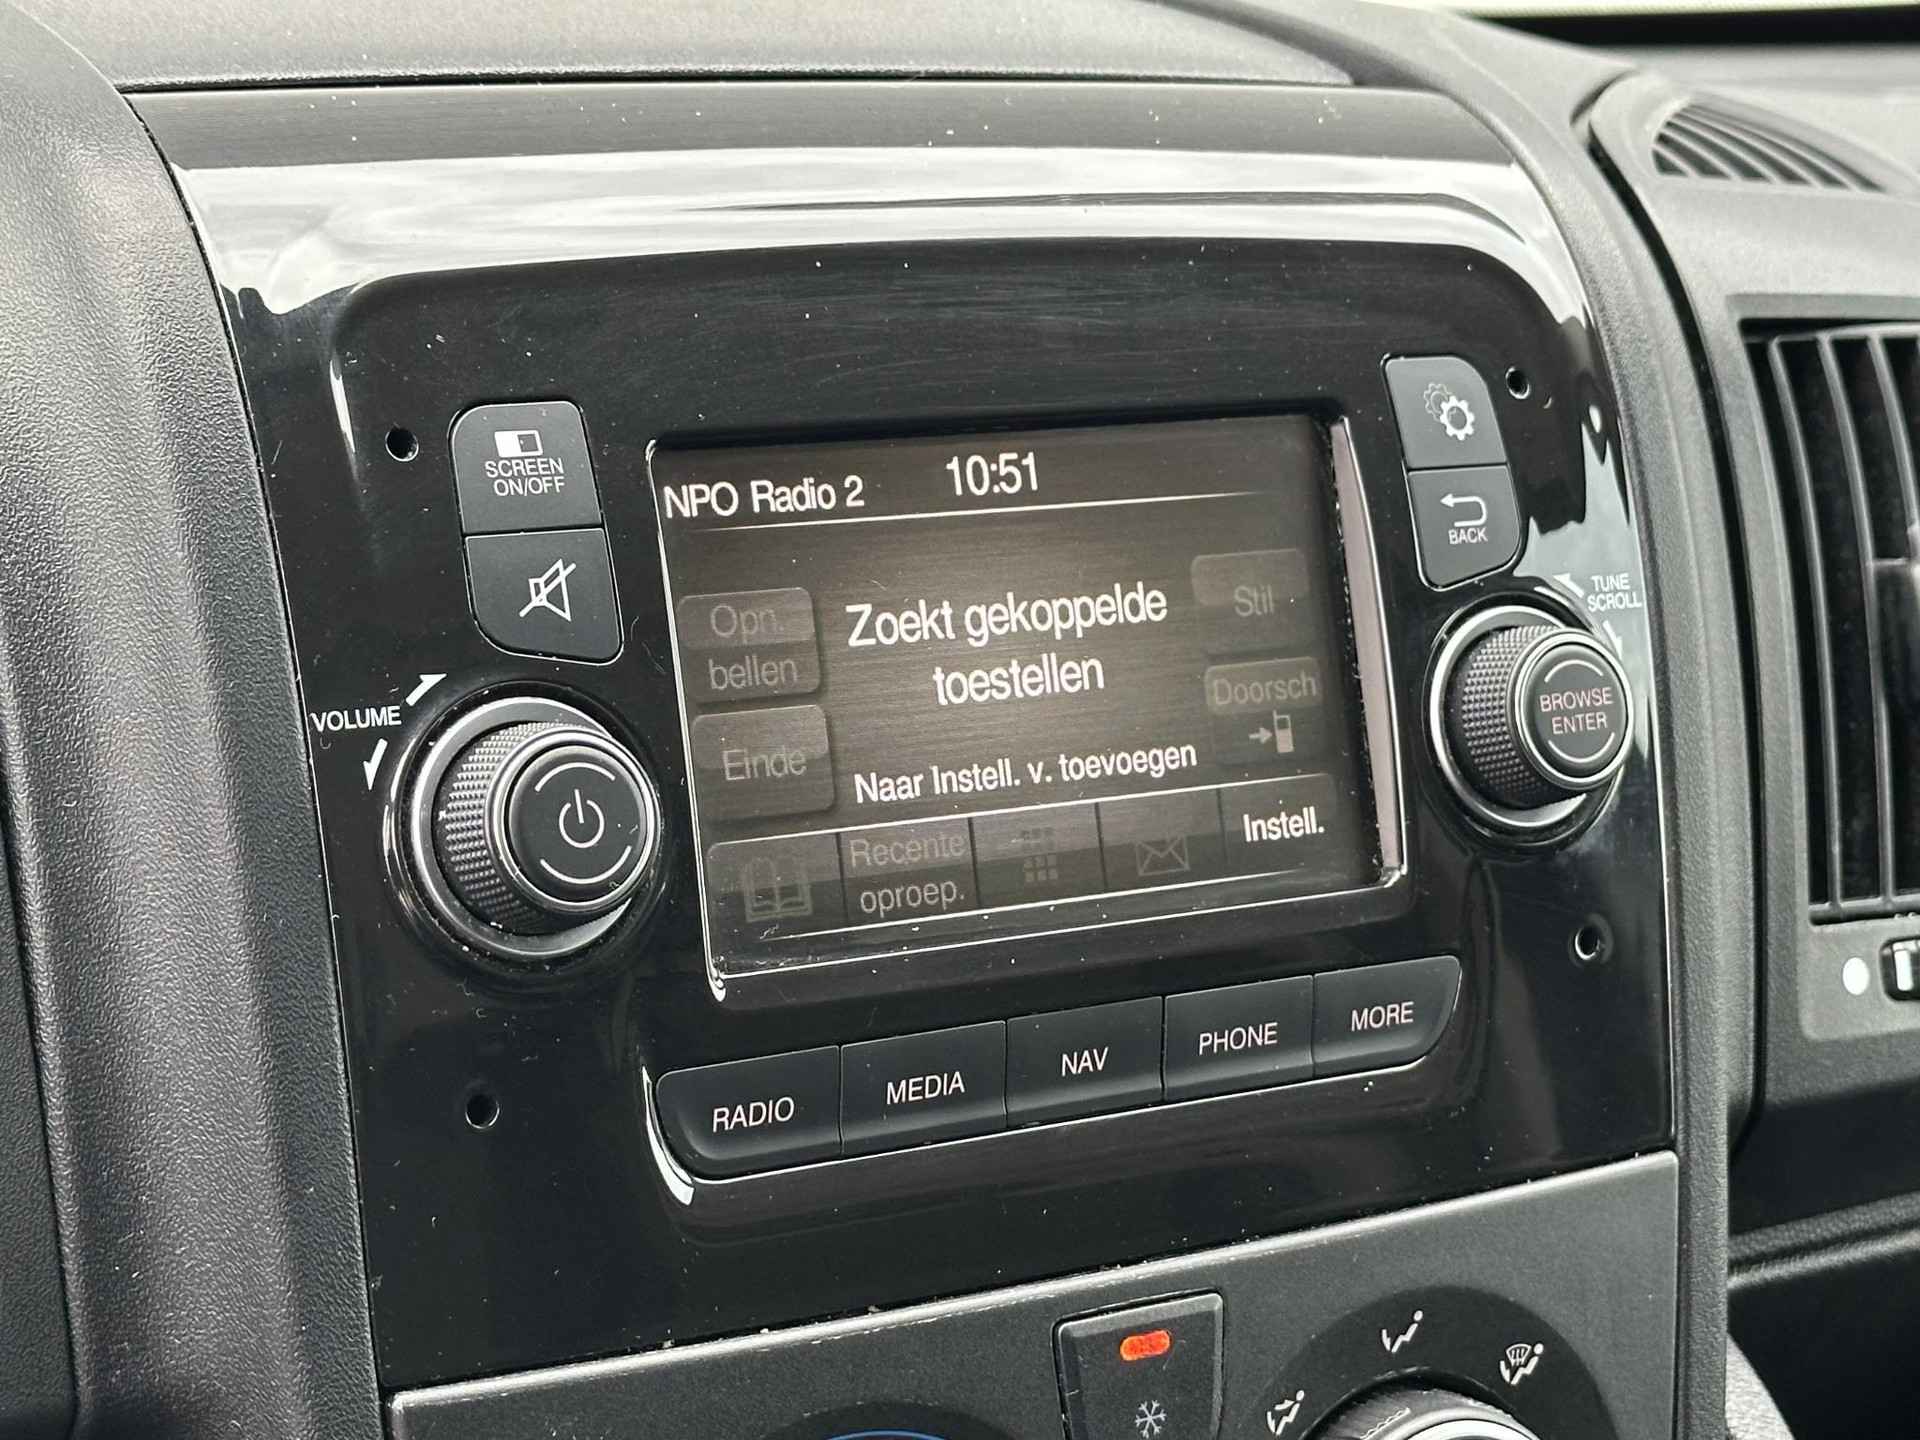 SCREEN
ON/OFF
VOLUME
NPO Radio 2
10:51
Opn.
bellen
Zoekt gekoppelde
toestellen
Stil
Doorsch
Einde
Naar Instell. v. toevoegen
Recente
oproep.
Instell.
BACK
TUNE
SCROLL
BROWSE
ENTER
RADIO
MEDIA
NAV
PHONE
MORE